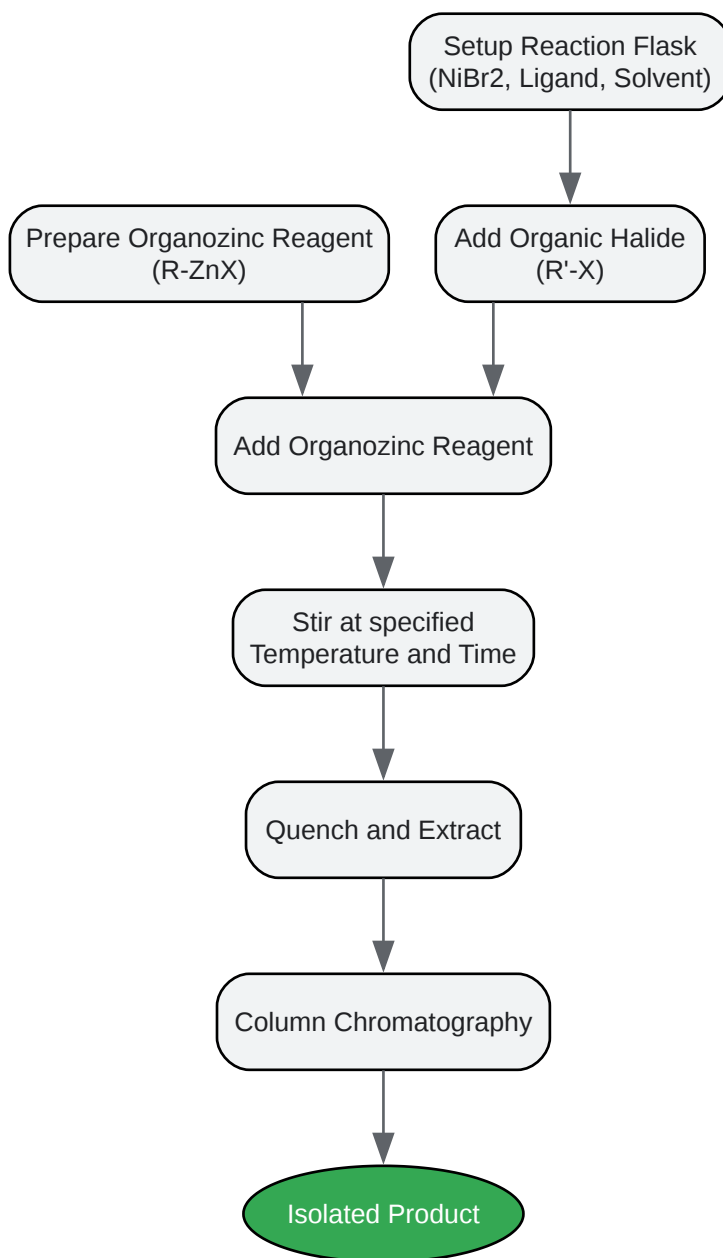 Setup Reaction Flask
(NiBr2, Ligand, Solvent)
Prepare Organozinc Reagent
(R-ZnX)
Add Organic Halide
(R'-X)
Add Organozinc Reagent
Stir at specified
Temperature and Time
Quench and Extract
Column Chromatography
Isolated Product